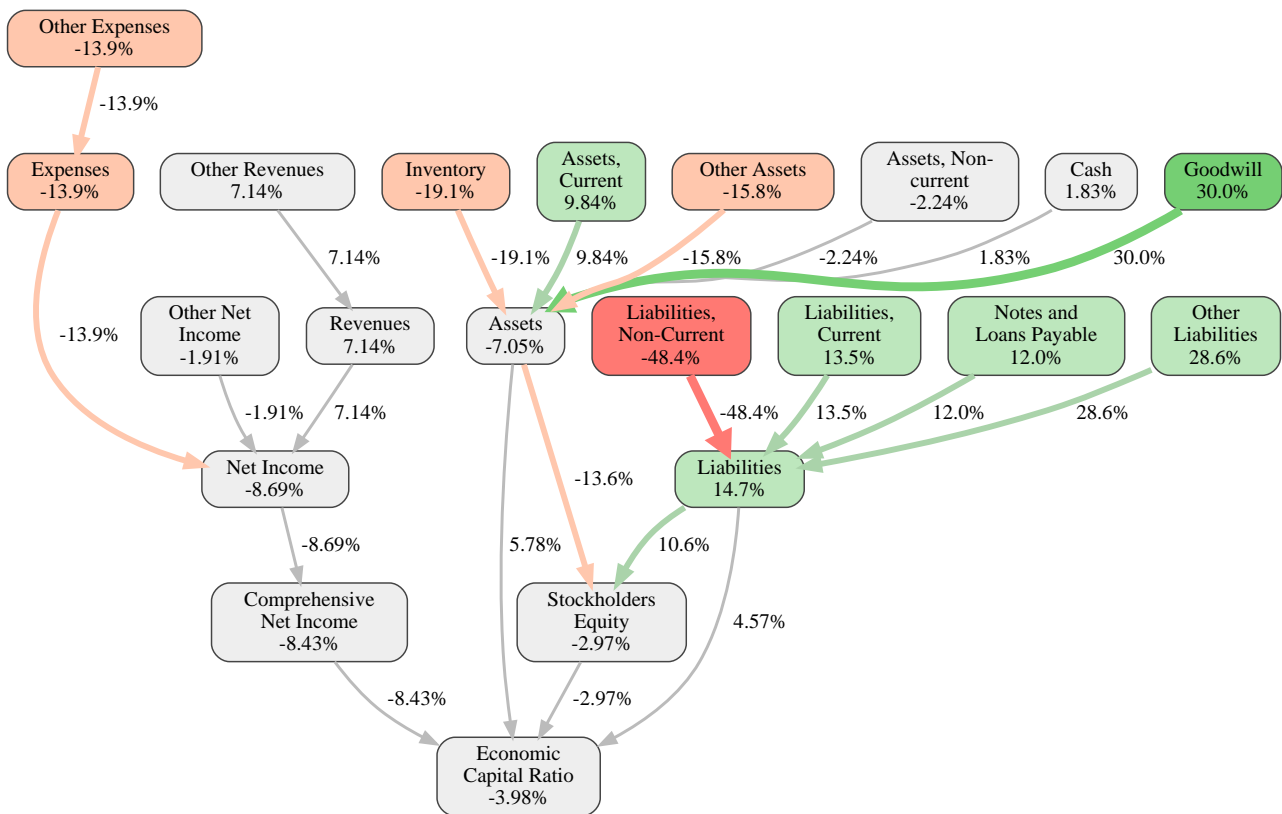 Other Expenses
-13.9%
-13.9%
Expenses
-13.9%
Other Revenues
7.14%
Inventory
-19.1%
Assets,
Current
9.84%
Other Assets
-15.8%
Assets, Non-
current
-2.24%
Cash
1.83%
Goodwill
30.0%
7.14%
-19.1%
9.84%
-15.8%
-2.24%
1.83%
30.0%
-13.9%
Other Net
Income
-1.91%
Revenues
7.14%
Assets
-7.05%
Liabilities,
Non-Current
-48.4%
Liabilities,
Current
13.5%
Notes and
Loans Payable
12.0%
Other
Liabilities
28.6%
-1.91%
7.14%
-48.4%
13.5%
12.0%
28.6%
Net Income
-8.69%
-13.6%
Liabilities
14.7%
-8.69%
5.78%
10.6%
Comprehensive
Net Income
-8.43%
Stockholders
Equity
-2.97%
4.57%
-8.43%
-2.97%
Economic
Capital Ratio
-3.98%